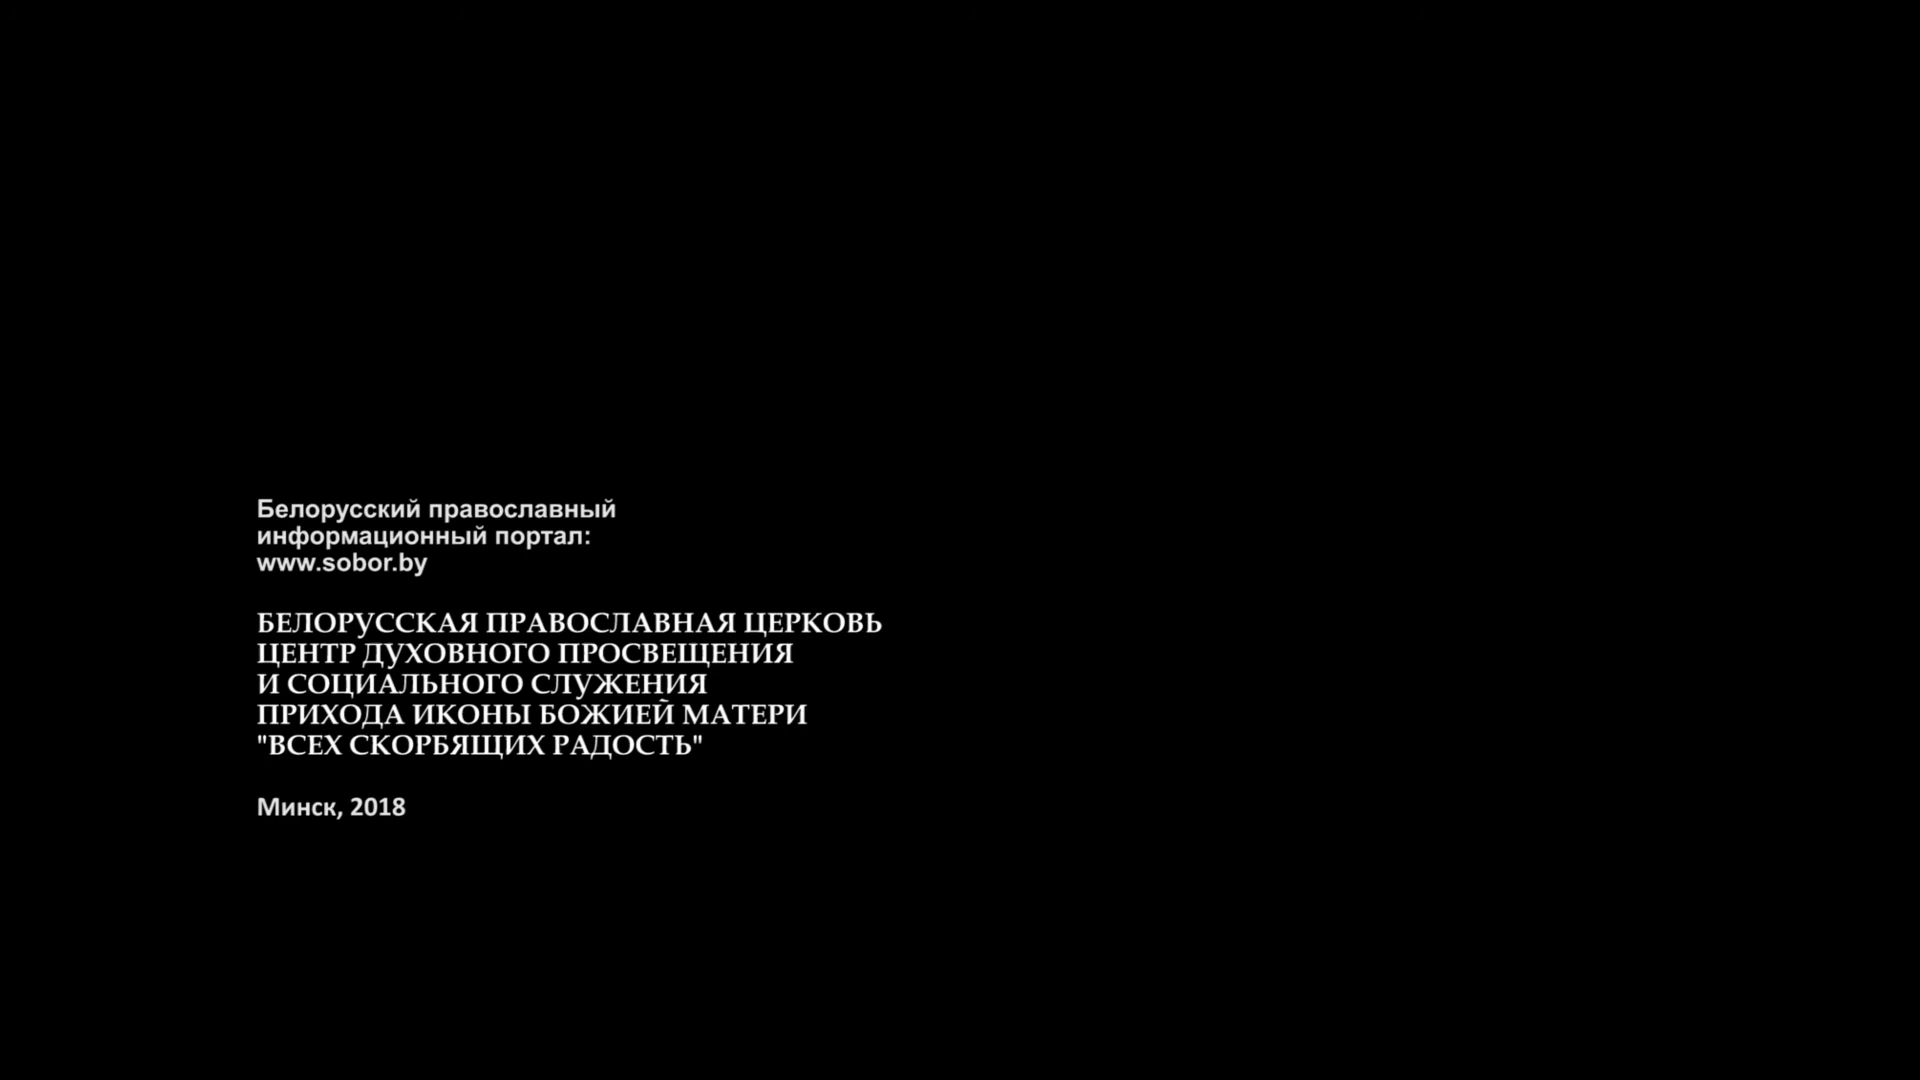 Белорусский православный
информационный портал:
www.sobor.by
БЕЛОРУССКАЯ ПРАВОСЛАВНАЯ ЦЕРКОВЬ
ЦЕНТР ДУХОВНОГО ПРОСВЕЩЕНИЯ
И СОЦИАЛЬНОГО СЛУЖЕНИЯ
ПРИХОДА ИКОНЫ БОЖИЕЙ МАТЕРИ
"ВСЕХ СКОРБЯЩИХ РАДОСТЬ"
Минск, 2018